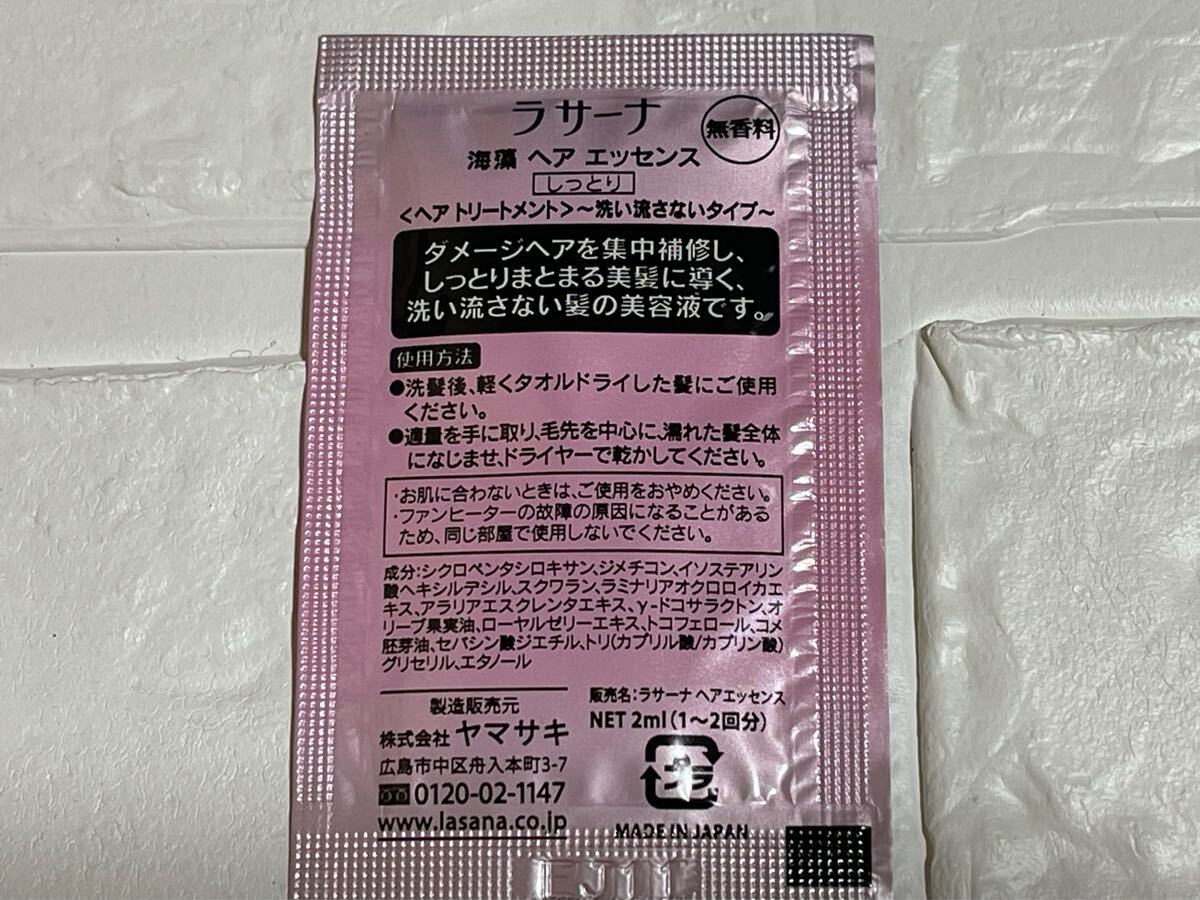 ラサーナ
無香料
海藻 ヘア エッセンス
しっとり
<ヘア トリートメント>～洗い流さないタイプ～
ダメージヘアを集中補修し、
しっとりまとまる美髪に導く、
洗い流さない髪の美容液です。
使用方法
●洗髪後、軽くタオルドライした髪にご使用
ください。
●適量を手に取り、毛先を中心に、濡れた髪全体
になじませ、ドライヤーで乾かしてください。
・お肌に合わないときは、ご使用をおやめください。
・ファンヒーターの故障の原因になることがある
ため、同じ部屋で使用しないでください。
成分:シクロペンタシロキサン、ジメチコン、イソステアリン
酸ヘキシルデシル、スクワラン、ラミナリアオクロロイカエ
キス、アラリアエスクレンタエキス、γ-ドコサラクトン、オ
リーブ果実油、ローヤルゼリーエキス、トコフェロール、コメ
胚芽油、セバシン酸ジエチル、トリ(カプリル酸/カプリン酸)
グリセリル、エタノール
製造販売元
株式会社 ヤマサキ
広島市中区舟入本町3-7
0120-02-1147
www.lasana.co.jp
販売名:ラサーナ ヘアエッセンス
NET 2ml(1～2回分)
プラ
MADE IN JAPAN
EJ11